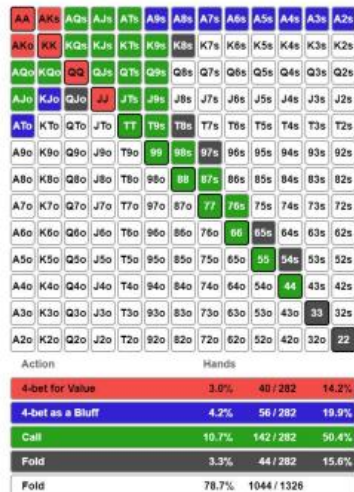 AA AKs AQs AJs ATs A9s A8s A7s A6s A5s A4s A3s A2s
AKo KK KQs KJs KTs K9s K8s K7s K6s K5s K4s K3s K2s
AQo KQo QQ QJs QTs Q9s Q8s Q7s Q6s Q5s Q4s Q3s Q2s
AJo KJo QJo JJ JTs J9s J8s J7s J6s J5s J4s J3s J2s
ATo KTo QTo JTo TT T9s T8s T7s T6s T5s T4s T3s T2s
A9o K9o Q9o J9o T9o 99 98s 97s 96s 95s 94s 93s 92s
A8o K8o Q8o J8o T8o 98o 88 87s 86s 85s 84s 83s 82s
A7o K7o Q7o J7o T7o 97o 87o 77 76s 75s 74s 73s 72s
A6o K6o Q6o J6o T6o 96o 86o 76o 66 65s 64s 63s 62s
A5o K5o Q5o J5o T5o 95o 85o 75o 65o 55 54s 53s 52s
A4o K4o Q4o J4o T4o 94o 84o 74o 64o 54o 44 43s 42s
A3o K3o Q3o J3o T3o 93o 83o 73o 63o 53o 43o 33 32s
A2o K2o Q2o J2o T2o 92o 82o 72o 62o 52o 42o 32o 22
Action Hands
4-bet for Value 3.0% 40 / 282 14.2%
4-bet as a Bluff 4.2% 56 / 282 19.9%
Call 10.7% 142 / 282 50.4%
Fold 3.3% 44 / 282 15.6%
Fold 78.7% 1044 / 1326